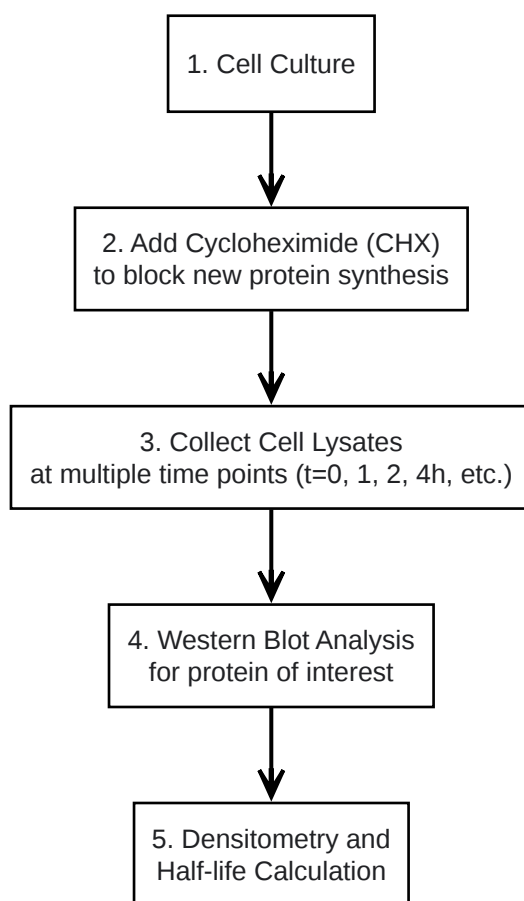 1. Cell Culture
2. Add Cycloheximide (CHX)
to block new protein synthesis
3. Collect Cell Lysates
at multiple time points (t=0, 1, 2, 4h, etc.)
4. Western Blot Analysis
for protein of interest
5. Densitometry and
Half-life Calculation